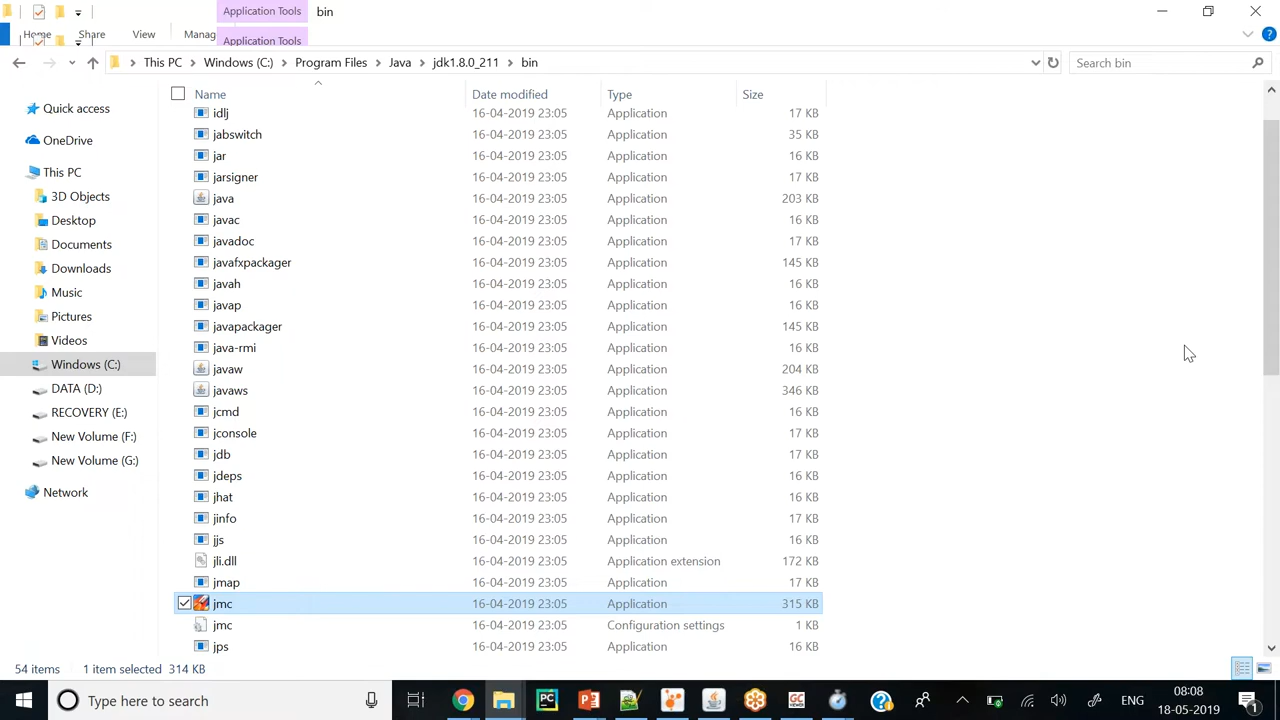 Application Tools bin
Home Share View Manag
Application Tools
This PC Windows (C:) Program Files Java jdk1.8.0_211 bin
Search bin
Name Date modified Type Size
Quick access
OneDrive
This PC
3D Objects
Desktop
Documents
Downloads
Music
Pictures
Videos
Windows (C:)
DATA (D:)
RECOVERY (E:)
New Volume (F:)
New Volume (G:)
Network
idlj 16-04-2019 23:05 Application 17 KB
jabswitch 16-04-2019 23:05 Application 35 KB
jar 16-04-2019 23:05 Application 16 KB
jarsigner 16-04-2019 23:05 Application 17 KB
java 16-04-2019 23:05 Application 203 KB
javac 16-04-2019 23:05 Application 16 KB
javadoc 16-04-2019 23:05 Application 17 KB
javafxpackager 16-04-2019 23:05 Application 145 KB
javah 16-04-2019 23:05 Application 16 KB
javap 16-04-2019 23:05 Application 16 KB
javapackager 16-04-2019 23:05 Application 145 KB
java-rmi 16-04-2019 23:05 Application 16 KB
javaw 16-04-2019 23:05 Application 204 KB
javaws 16-04-2019 23:05 Application 346 KB
jcmd 16-04-2019 23:05 Application 16 KB
jconsole 16-04-2019 23:05 Application 17 KB
jdb 16-04-2019 23:05 Application 16 KB
jdeps 16-04-2019 23:05 Application 16 KB
jhat 16-04-2019 23:05 Application 16 KB
jinfo 16-04-2019 23:05 Application 17 KB
jjs 16-04-2019 23:05 Application 16 KB
jli.dll 16-04-2019 23:05 Application extension 172 KB
jmap 16-04-2019 23:05 Application 17 KB
jmc 16-04-2019 23:05 Application 315 KB
jmc 16-04-2019 23:05 Configuration settings 1 KB
jps 16-04-2019 23:05 Application 16 KB
54 items 1 item selected 314 KB
Type here to search
PC
GC
ENG
08:08
18-05-2019
1